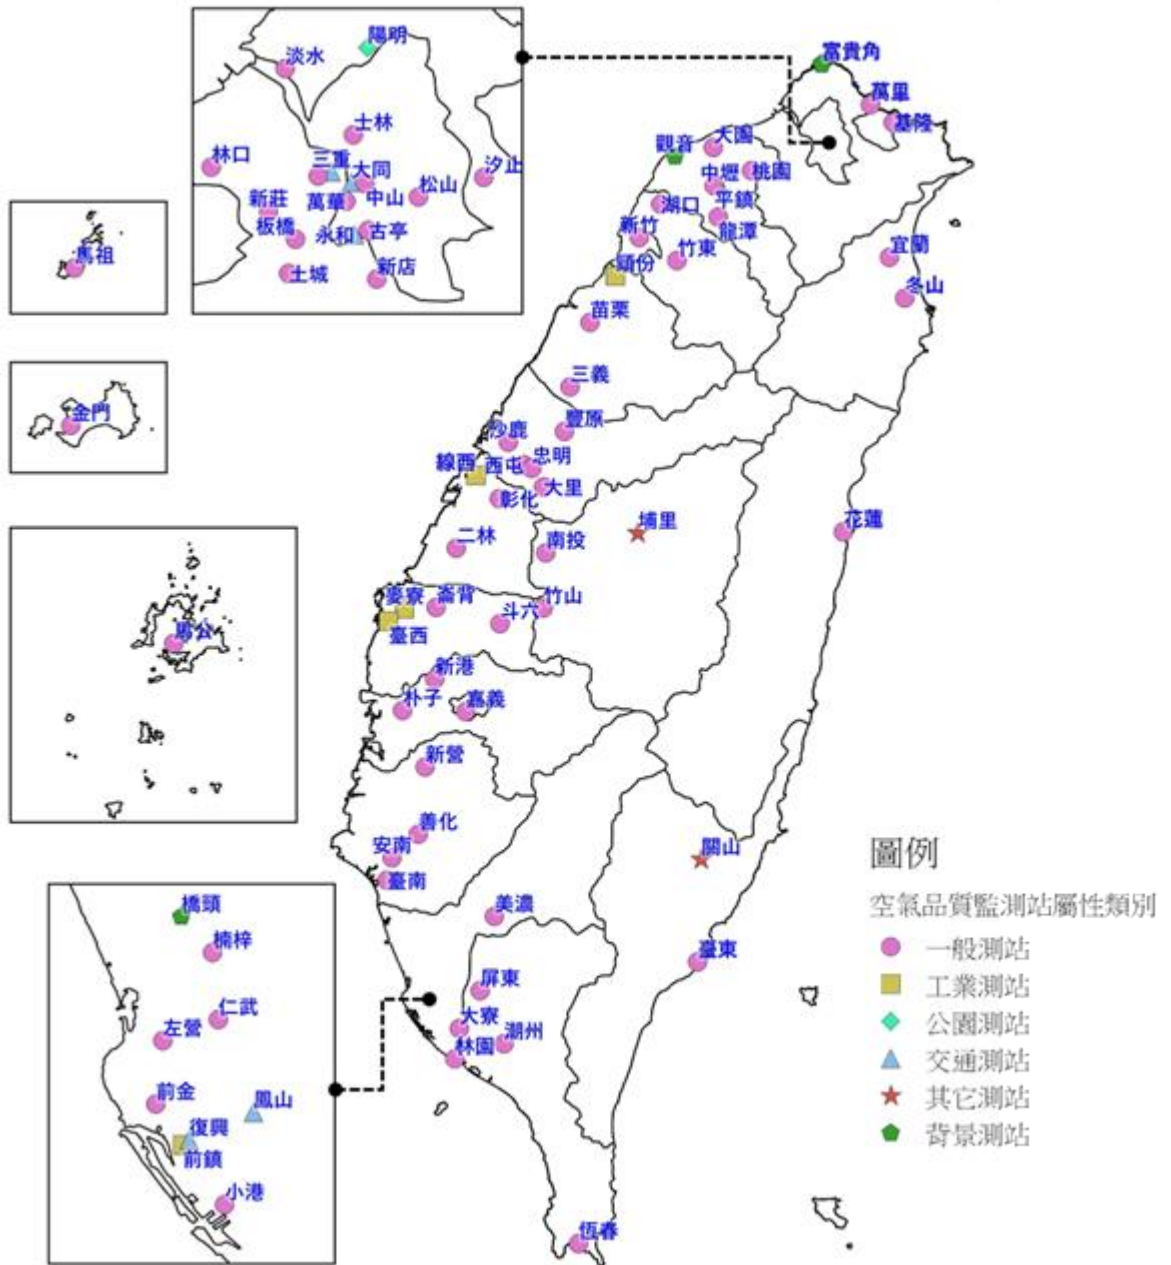 陽明
淡水
士林
林口
三重
大同
汐止
新莊
萬華
中山
松山
板橋
永和
古亭
土城
新店
馬祖
金門
馬公
富貴角
萬里
基隆
觀音
大園
中壢
桃園
湖口
平鎮
新竹
龍潭
竹東
頭份
宜蘭
冬山
苗栗
三義
豐原
沙鹿
線西
西屯
忠明
大里
彰化
二林
南投
埔里
花蓮
麥寮
崙背
斗六
竹山
臺西
新港
朴子
嘉義
新營
善化
安南
臺南
美濃
關山
臺東
屏東
大寮
潮州
林園
恆春
橋頭
楠梓
仁武
左營
前金
鳳山
復興
前鎮
小港
圖例
空氣品質監測站屬性類別
一般測站
工業測站
公園測站
交通測站
其它測站
背景測站